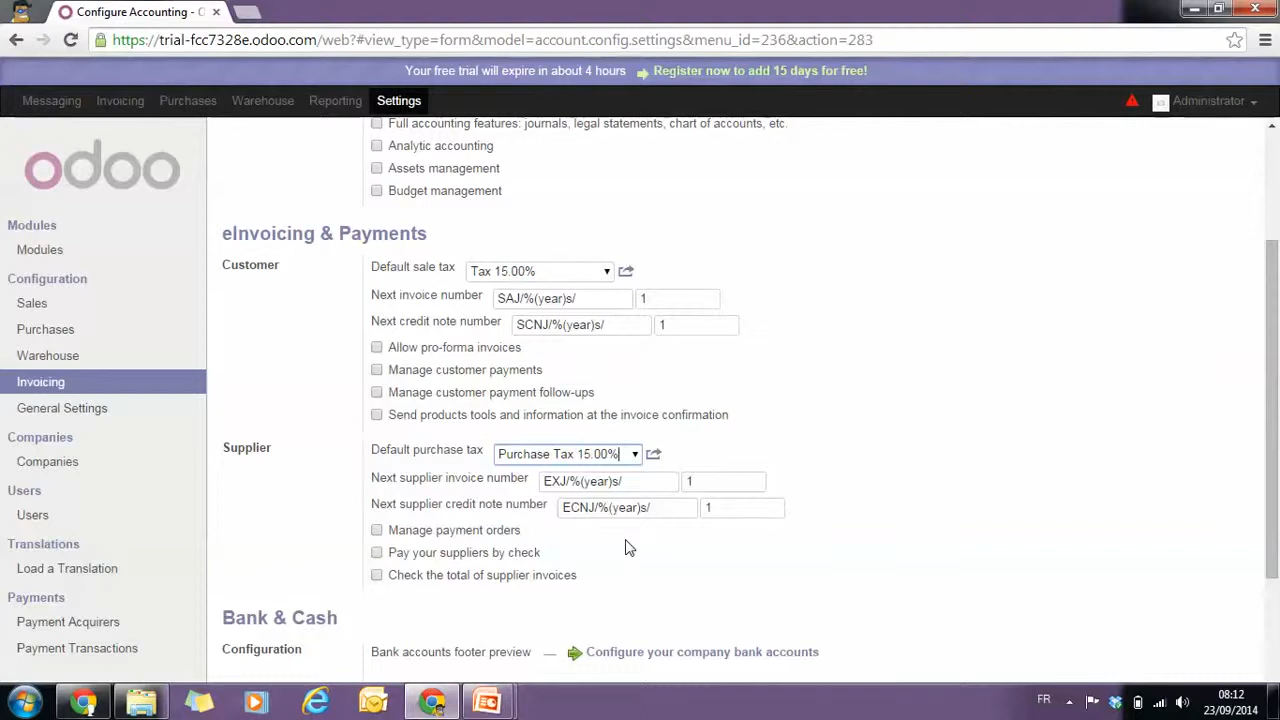 Configure Accounting - O
https://trial-fcc7328e.odoo.com/web?#view_type=form&model=account.config.settings&menu_id=236&action=283
Your free trial will expire in about 4 hours Register now to add 15 days for free!
Messaging Invoicing Purchases Warehouse Reporting Settings Administrator
odoo
Modules
Modules
Configuration
Sales
Purchases
Warehouse
Invoicing
General Settings
Companies
Companies
Users
Users
Translations
Load a Translation
Payments
Payment Acquirers
Payment Transactions
Full accounting features: journals, legal statements, chart of accounts, etc.
Analytic accounting
Assets management
Budget management
eInvoicing & Payments
Customer
Default sale tax Tax 15.00%
Next invoice number SAJ/%(year)s/ 1
Next credit note number SCNJ/%(year)s/ 1
Allow pro-forma invoices
Manage customer payments
Manage customer payment follow-ups
Send products tools and information at the invoice confirmation
Supplier
Default purchase tax Purchase Tax 15.00%
Next supplier invoice number EXJ/%(year)s/ 1
Next supplier credit note number ECNJ/%(year)s/ 1
Manage payment orders
Pay your suppliers by check
Check the total of supplier invoices
Bank & Cash
Configuration
Bank accounts footer preview — Configure your company bank accounts
FR
08:12
23/09/2014